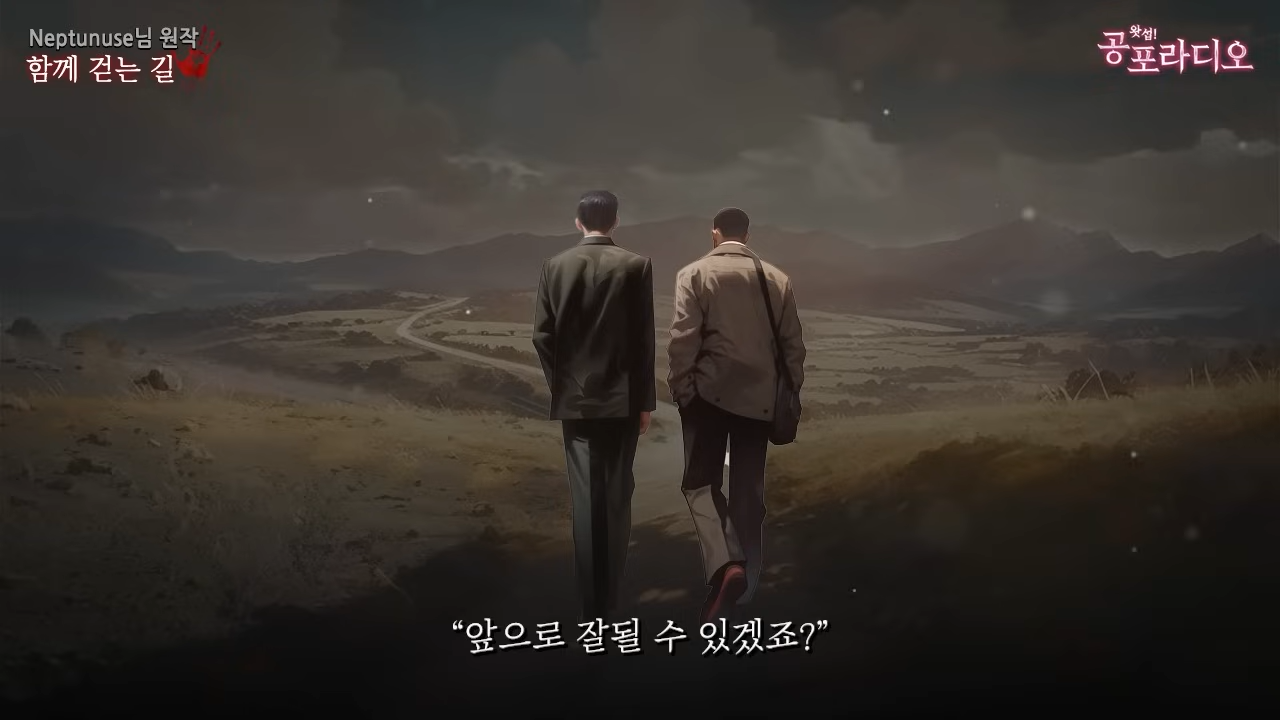 Neptunuse님 원작
함께 걷는 길
왓섭!
공포라디오
“앞으로 잘될 수 있겠죠?”